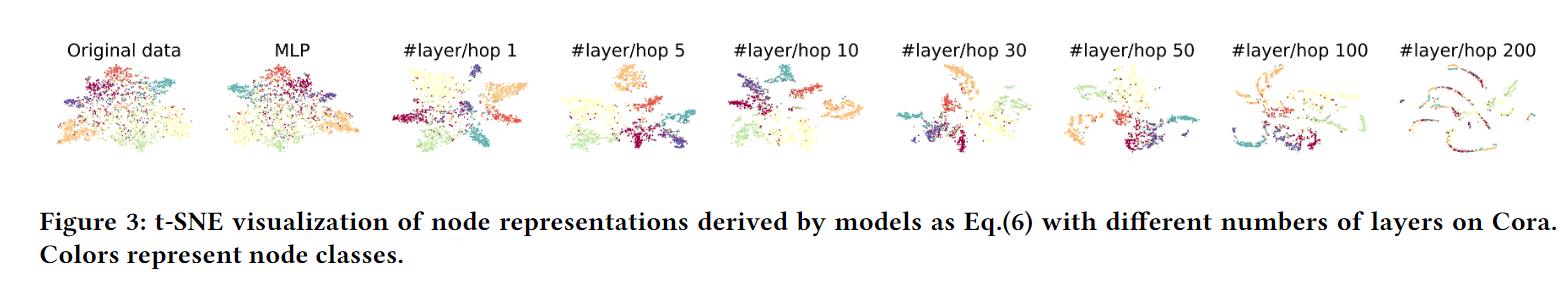 Original data MLP #layer/hop 1 #layer/hop 5 #layer/hop 10 #layer/hop 30 #layer/hop 50 #layer/hop 100 #layer/hop 200
Figure 3: t-SNE visualization of node representations derived by models as Eq.(6) with different numbers of layers on Cora.
Colors represent node classes.